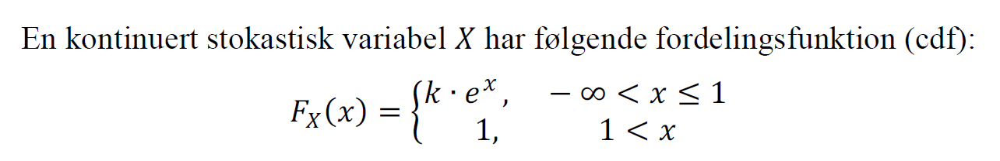 En kontinuert stokastisk variabel X har følgende fordelingsfunktion (cdf):
F_X(x) = { k · e^x, − ∞ < x ≤ 1
1, 1 < x